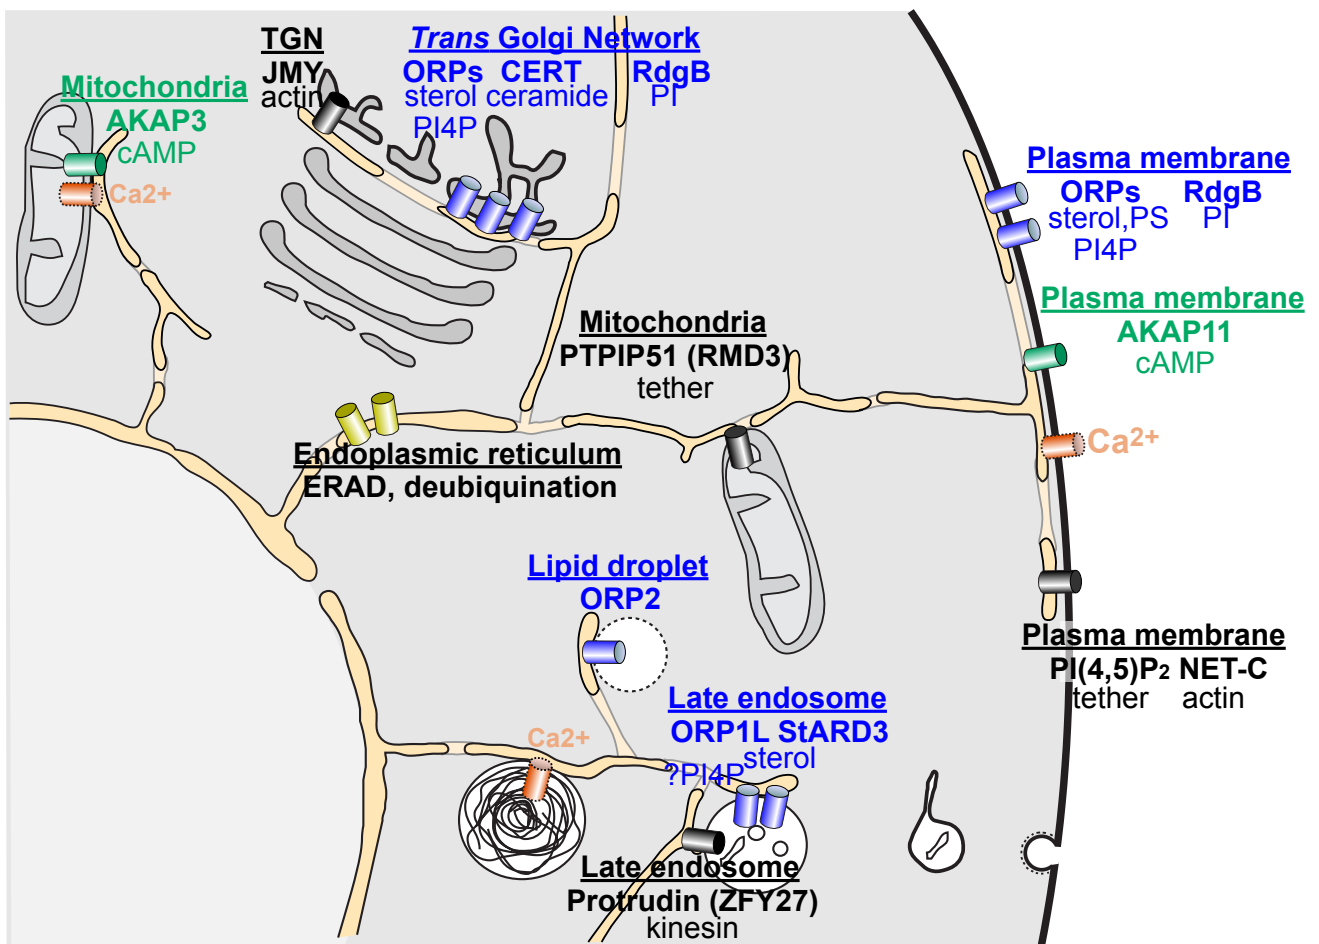 TGN
JMY
actin
Trans Golgi Network
ORPs CERT RdgB
sterol ceramide PI
PI4P
Mitochondria
AKAP3
cAMP
Ca2+
Plasma membrane
ORPs RdgB
sterol,PS PI
PI4P
Plasma membrane
AKAP11
cAMP
Mitochondria
PTPIP51 (RMD3)
tether
Ca2+
Endoplasmic reticulum
ERAD, deubiquination
Lipid droplet
ORP2
Plasma membrane
PI(4,5)P2 NET-C
tether actin
Late endosome
ORP1L StARD3
sterol
?PI4P
Ca2+
Late endosome
Protrudin (ZFY27)
kinesin